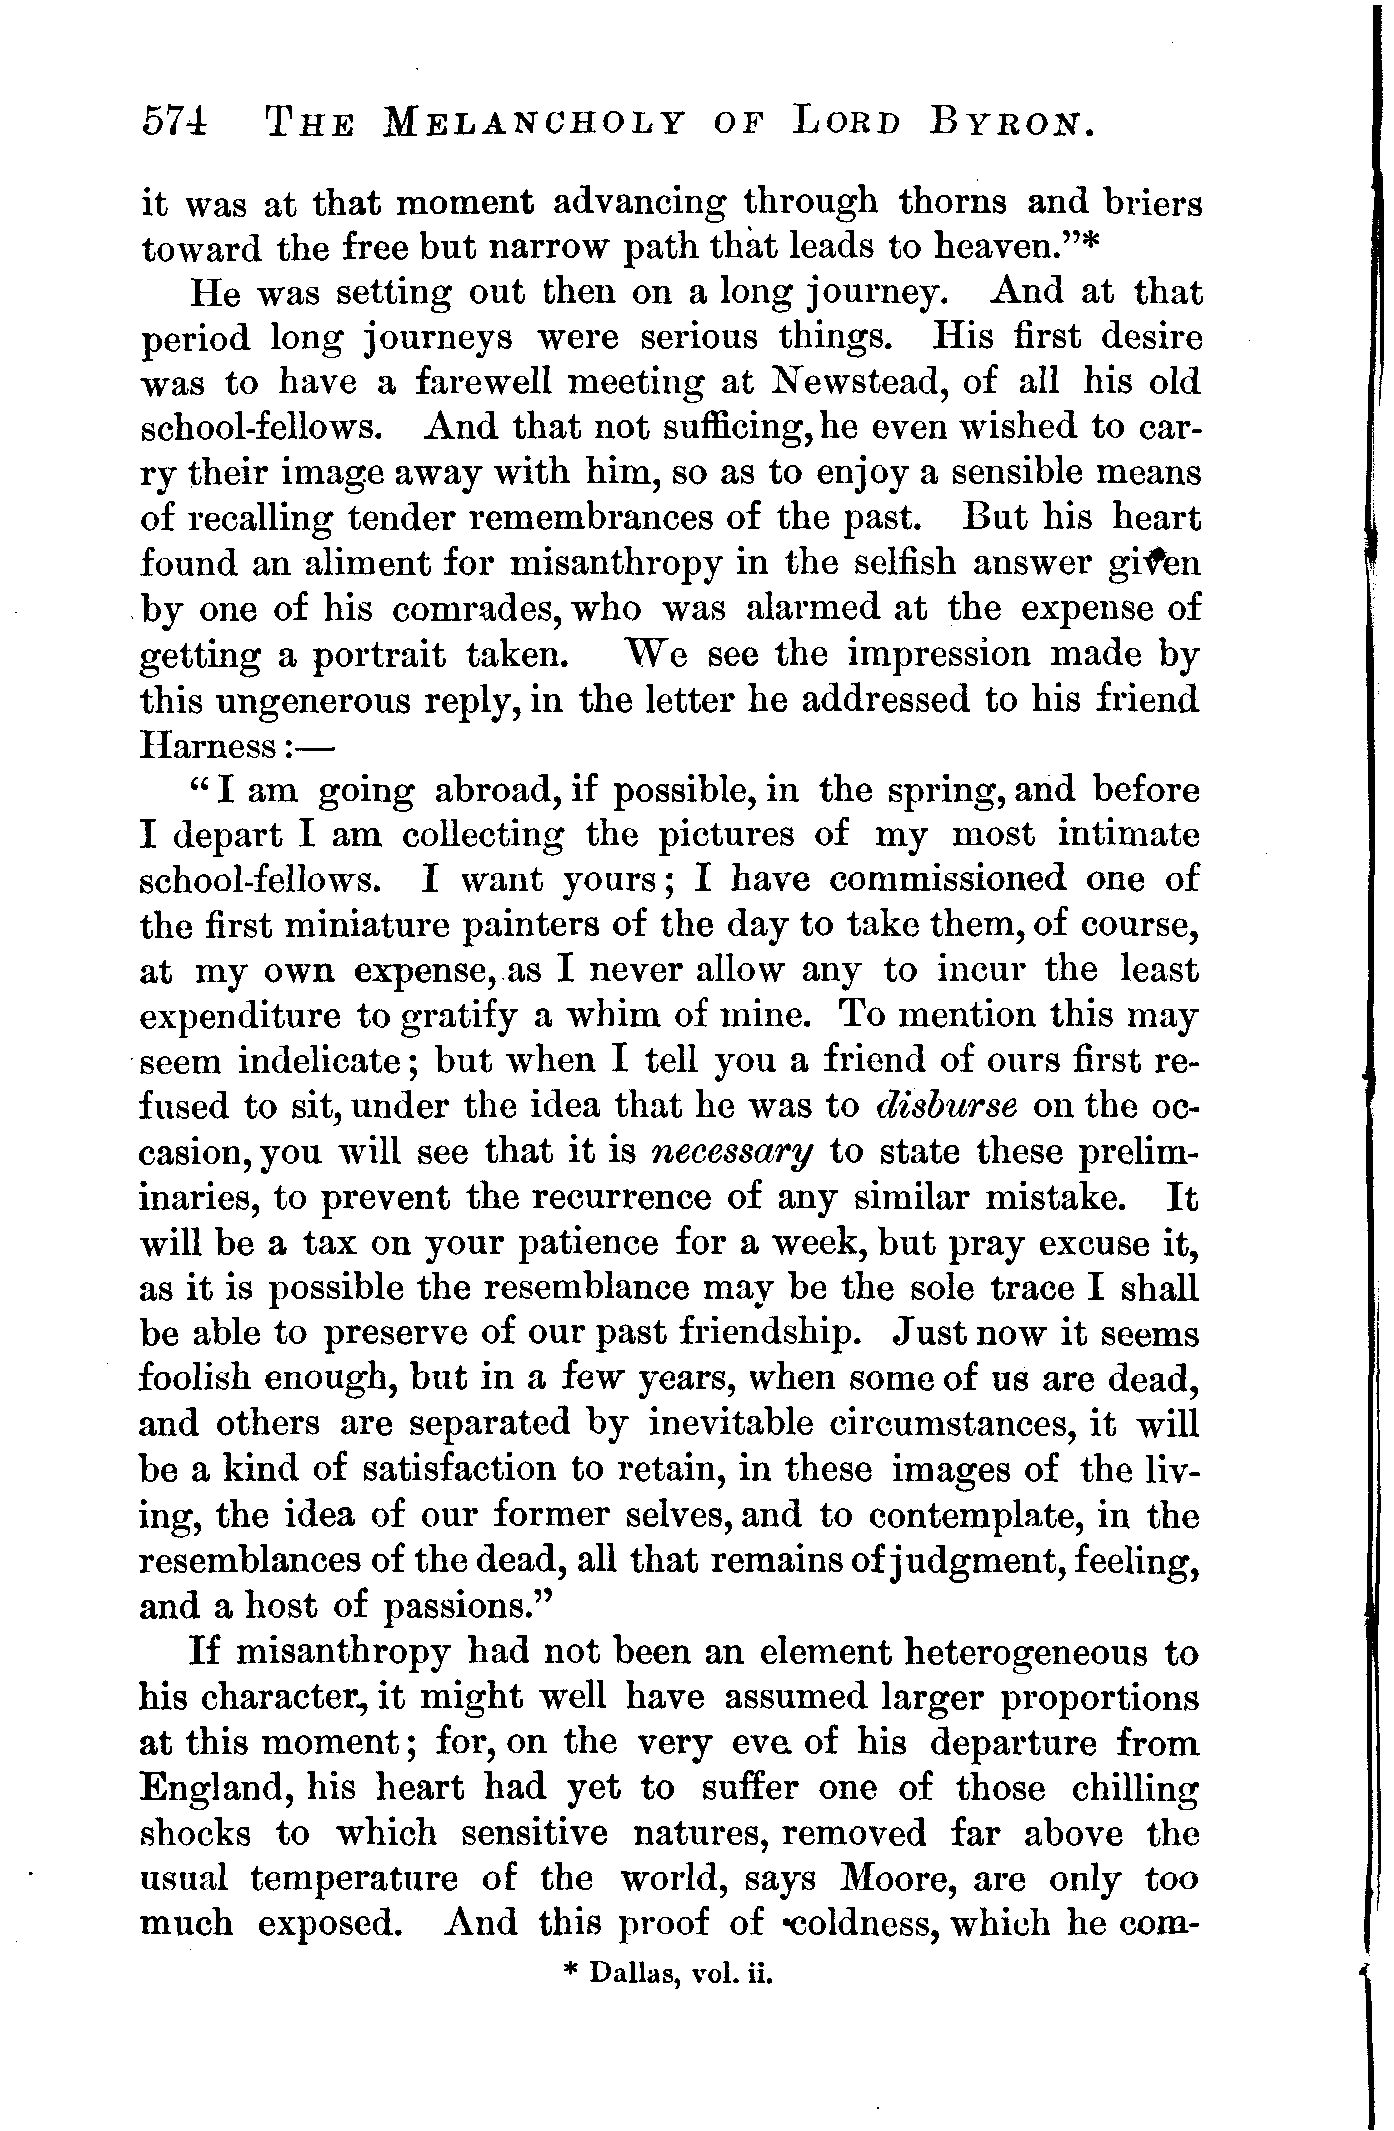 574 THE MELANCHOLY OF LORD BYRON.
it was at that moment advancing through thorns and briers
toward the free but narrow path that leads to heaven."*
He was setting out then on a long journey. And at that
period long journeys were serious things. His first desire
was to have a farewell meeting at Newstead, of all his old
school-fellows. And that not sufficing, he even wished to car-
ry their image away with him, so as to enjoy a sensible means
of recalling tender remembrances of the past. But his heart
found an aliment for misanthropy in the selfish answer given
by one of his comrades, who was alarmed at the expense of
getting a portrait taken. We see the impression made by
this ungenerous reply, in the letter he addressed to his friend
Harness:—
"I am going abroad, if possible, in the spring, and before
I depart I am collecting the pictures of my most intimate
school-fellows. I want yours; I have commissioned one of
the first miniature painters of the day to take them, of course,
at my own expense, as I never allow any to incur the least
expenditure to gratify a whim of mine. To mention this may
seem indelicate; but when I tell you a friend of ours first re-
fused to sit, under the idea that he was to disburse on the oc-
casion, you will see that it is necessary to state these prelim-
inaries, to prevent the recurrence of any similar mistake. It
will be a tax on your patience for a week, but pray excuse it,
as it is possible the resemblance may be the sole trace I shall
be able to preserve of our past friendship. Just now it seems
foolish enough, but in a few years, when some of us are dead,
and others are separated by inevitable circumstances, it will
be a kind of satisfaction to retain, in these images of the liv-
ing, the idea of our former selves, and to contemplate, in the
resemblances of the dead, all that remains of judgment, feeling,
and a host of passions."
If misanthropy had not been an element heterogeneous to
his character, it might well have assumed larger proportions
at this moment; for, on the very eve of his departure from
England, his heart had yet to suffer one of those chilling
shocks to which sensitive natures, removed far above the
usual temperature of the world, says Moore, are only too
much exposed. And this proof of coldness, which he com-
* Dallas, vol. ii.